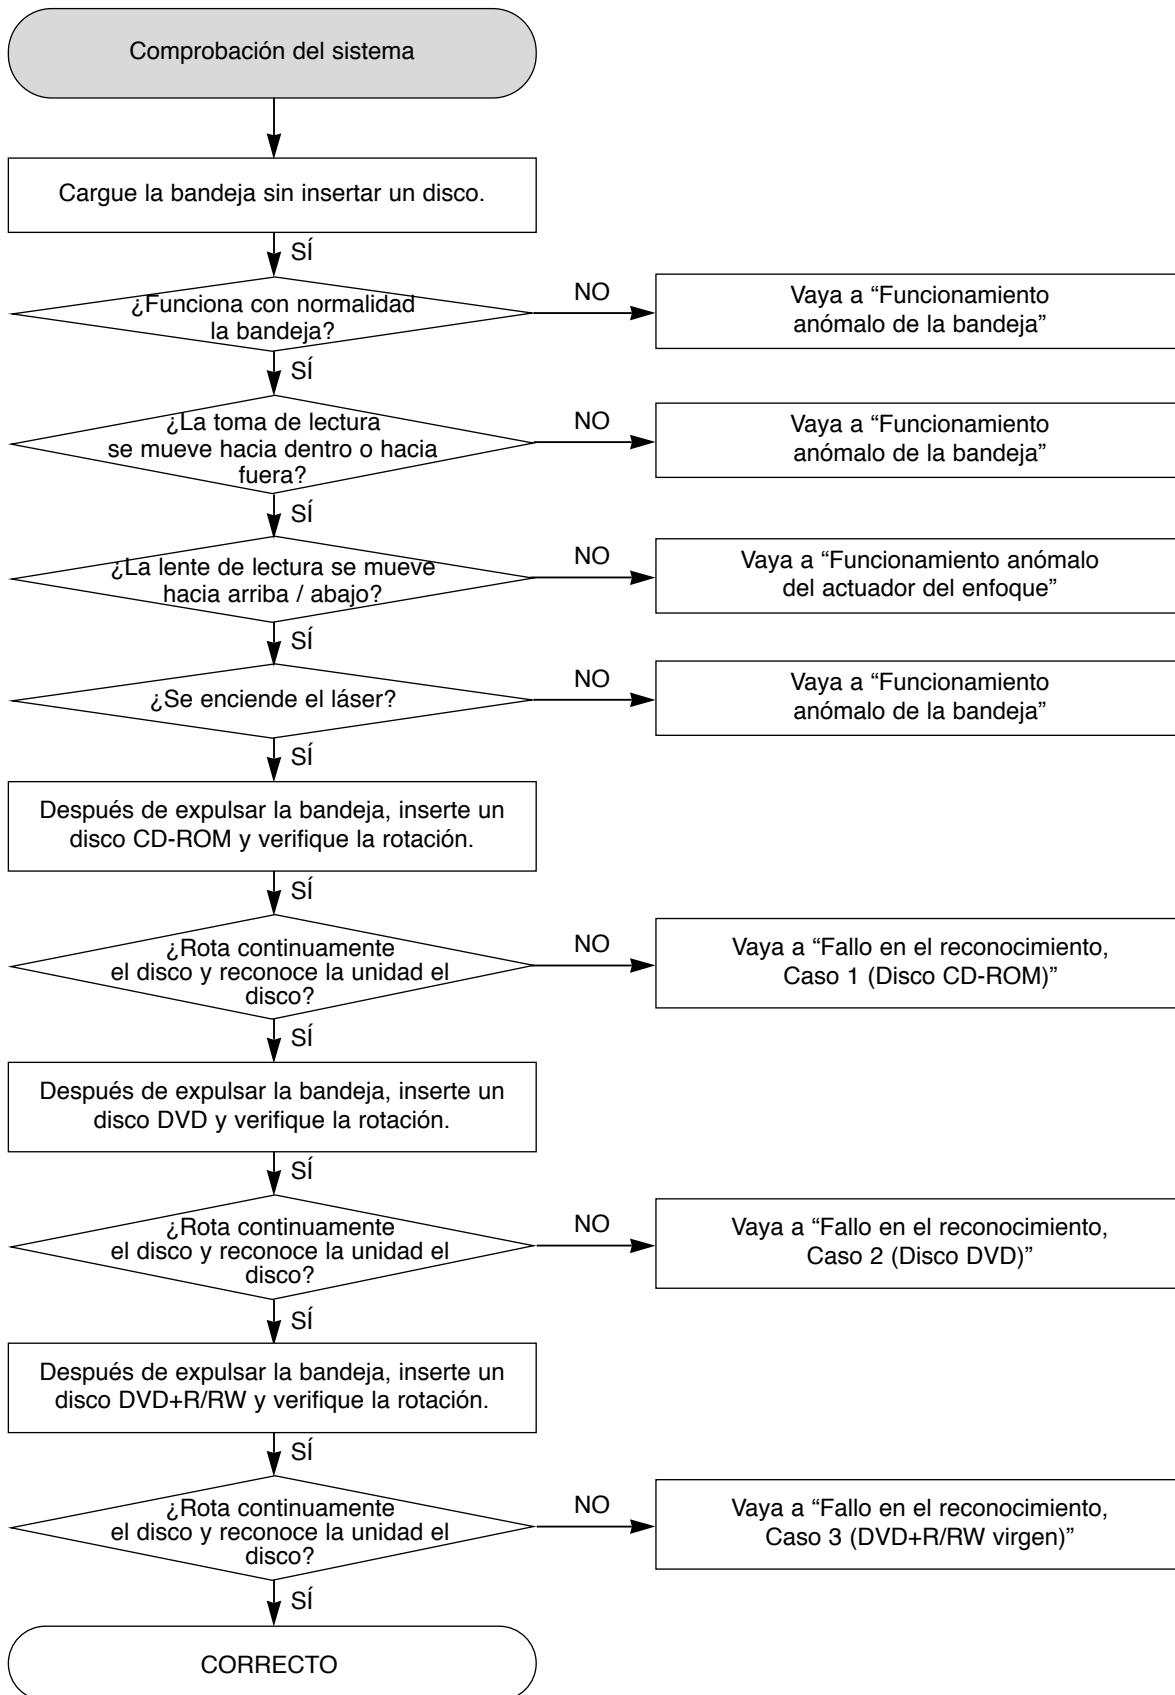 Comprobación del sistema
Cargue la bandeja sin insertar un disco.
SÍ
¿Funciona con normalidad
la bandeja?
NO
Vaya a “Funcionamiento
anómalo de la bandeja”
SÍ
¿La toma de lectura
se mueve hacia dentro o hacia
fuera?
NO
Vaya a “Funcionamiento
anómalo de la bandeja”
SÍ
¿La lente de lectura se mueve
hacia arriba / abajo?
NO
Vaya a “Funcionamiento anómalo
del actuador del enfoque”
SÍ
¿Se enciende el láser?
NO
Vaya a “Funcionamiento
anómalo de la bandeja”
SÍ
Después de expulsar la bandeja, inserte un
disco CD-ROM y verifique la rotación.
SÍ
¿Rota continuamente
el disco y reconoce la unidad el
disco?
NO
Vaya a “Fallo en el reconocimiento,
Caso 1 (Disco CD-ROM)”
SÍ
Después de expulsar la bandeja, inserte un
disco DVD y verifique la rotación.
SÍ
¿Rota continuamente
el disco y reconoce la unidad el
disco?
NO
Vaya a “Fallo en el reconocimiento,
Caso 2 (Disco DVD)”
SÍ
Después de expulsar la bandeja, inserte un
disco DVD+R/RW y verifique la rotación.
SÍ
¿Rota continuamente
el disco y reconoce la unidad el
disco?
NO
Vaya a “Fallo en el reconocimiento,
Caso 3 (DVD+R/RW virgen)”
SÍ
CORRECTO